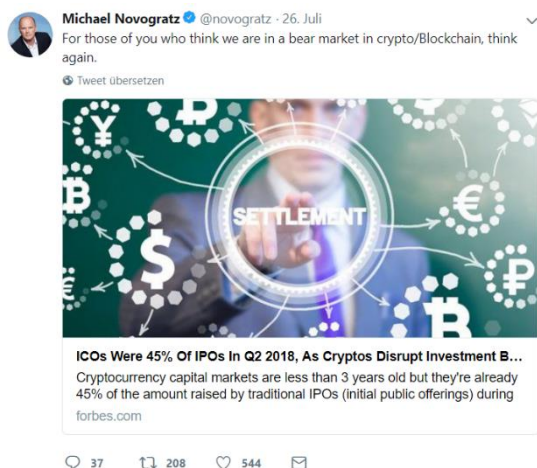 Michael Novogratz @novogratz · 26. Juli
For those of you who think we are in a bear market in crypto/Blockchain, think
again.
Tweet übersetzen
SETTLEMENT
ICOs Were 45% Of IPOs In Q2 2018, As Cryptos Disrupt Investment B...
Cryptocurrency capital markets are less than 3 years old but they're already
45% of the amount raised by traditional IPOs (initial public offerings) during
forbes.com
37 208 544